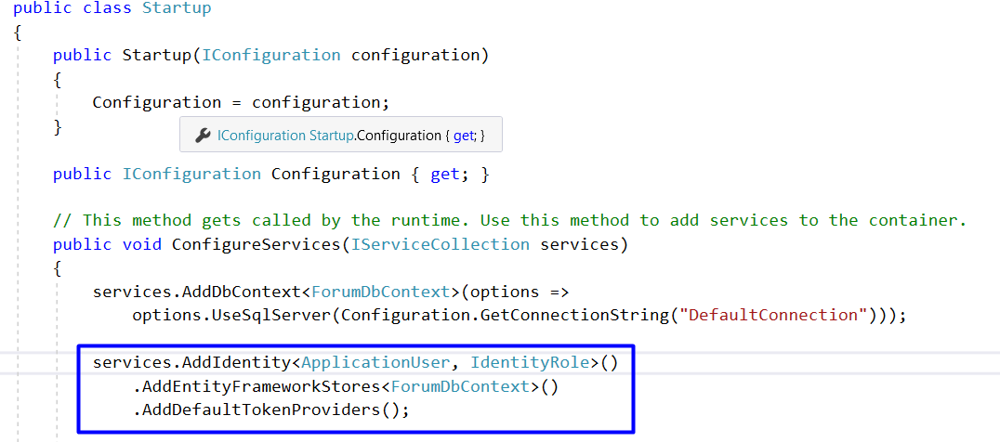 public class Startup
{
public Startup(IConfiguration configuration)
{
Configuration = configuration;
}
IConfiguration Startup.Configuration { get; }
public IConfiguration Configuration { get; }
// This method gets called by the runtime. Use this method to add services to the container.
public void ConfigureServices(IServiceCollection services)
{
services.AddDbContext<ForumDbContext>(options =>
options.UseSqlServer(Configuration.GetConnectionString("DefaultConnection")));
services.AddIdentity<ApplicationUser, IdentityRole>()
.AddEntityFrameworkStores<ForumDbContext>()
.AddDefaultTokenProviders();